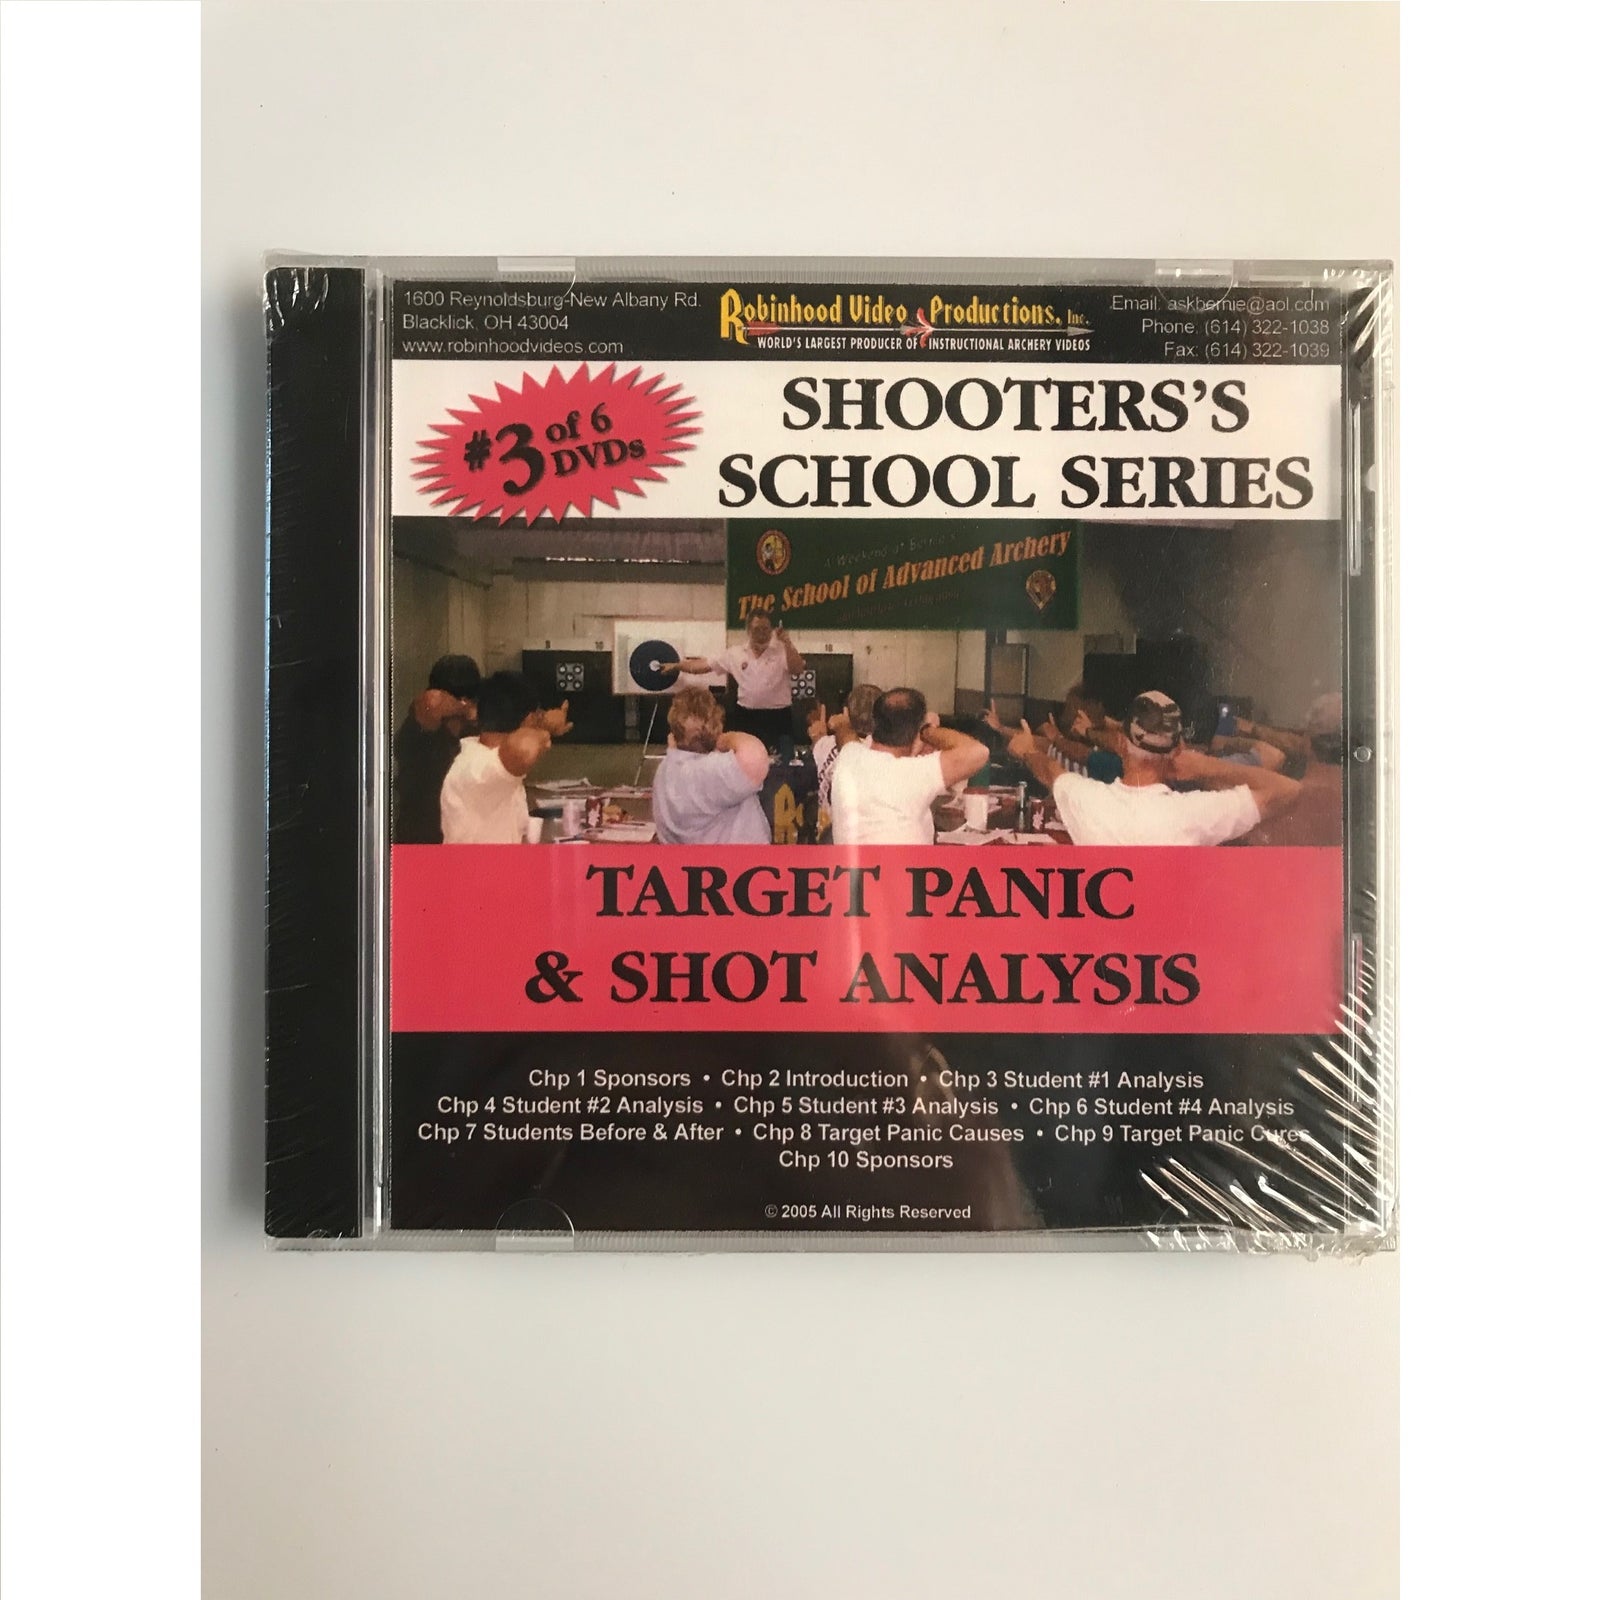 1600 Reynoldsburg-New Albany Rd.
Blacklick, OH 43004
www.robinhoodvideos.com
Robinhood Video Productions, Inc.
WORLD'S LARGEST PRODUCER OF INSTRUCTIONAL ARCHERY VIDEOS
Email: askbernie@aol.com
Phone: (614) 322-1038
Fax: (614) 322-1039
#3 of 6
DVDs
SHOOTERS'S
SCHOOL SERIES
A Weekend at Bernie's
The School of Advanced Archery
TARGET PANIC
& SHOT ANALYSIS
Chp 1 Sponsors • Chp 2 Introduction • Chp 3 Student #1 Analysis
Chp 4 Student #2 Analysis • Chp 5 Student #3 Analysis • Chp 6 Student #4 Analysis
Chp 7 Students Before & After • Chp 8 Target Panic Causes • Chp 9 Target Panic Cures
Chp 10 Sponsors
© 2005 All Rights Reserved